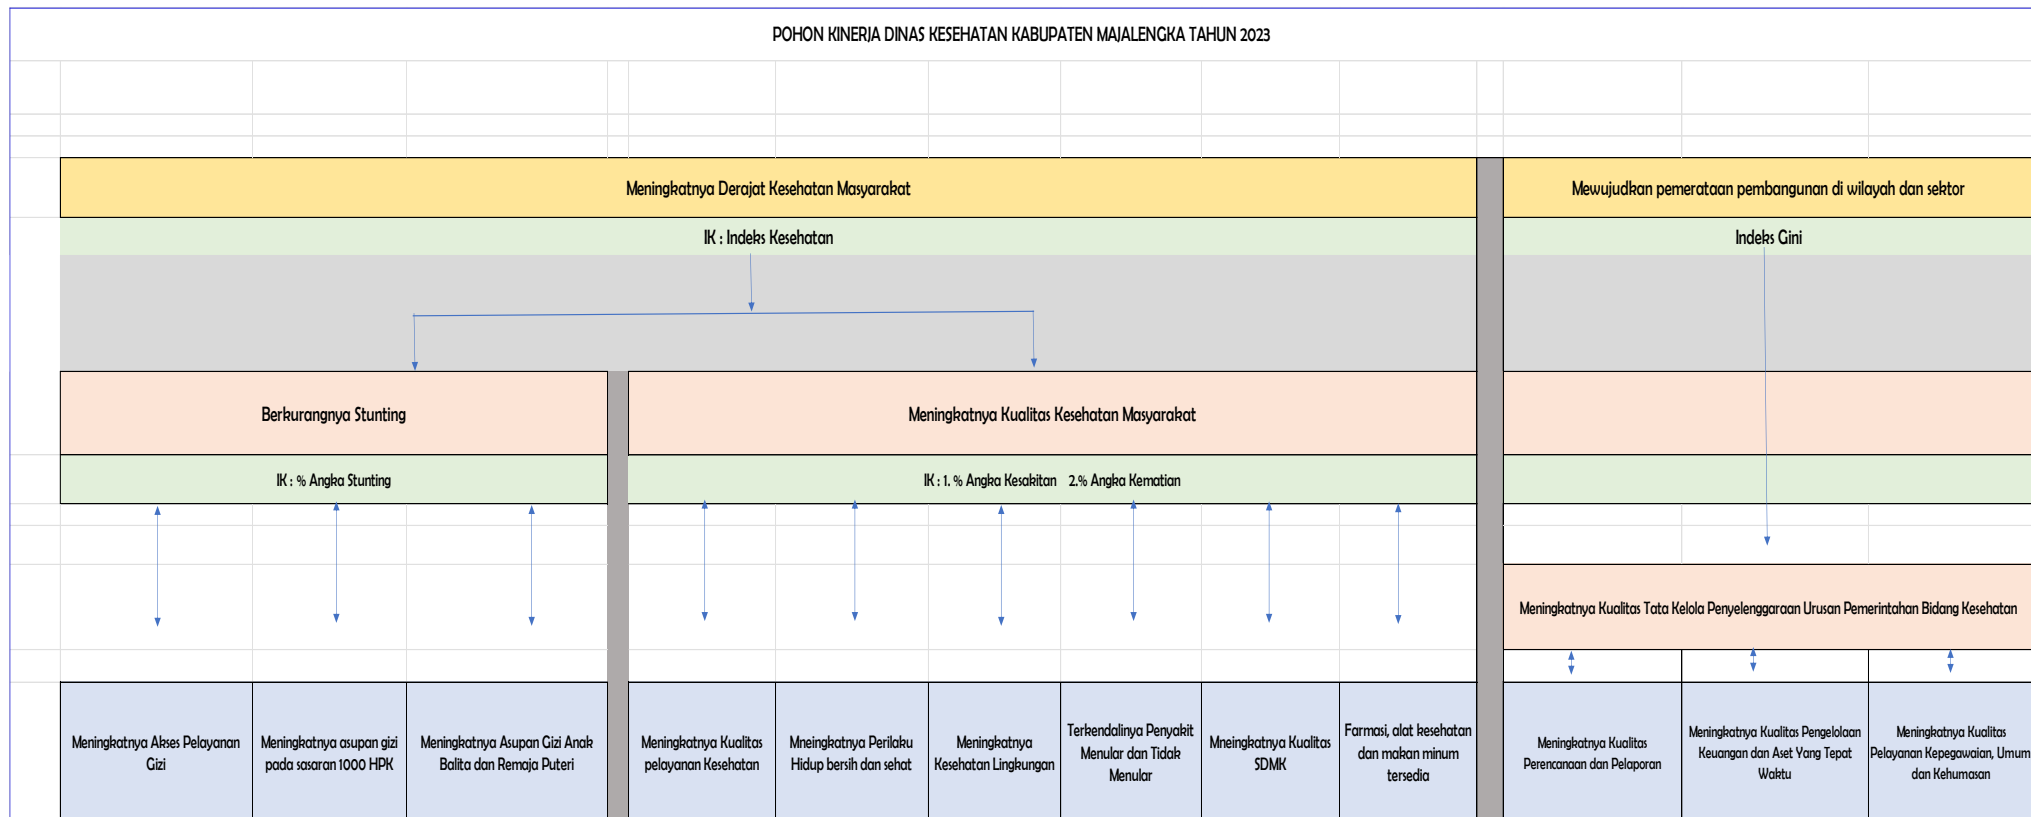 POHON KINERJA DINAS KESEHATAN KABUPATEN MAJALENGKA TAHUN 2023
Meningkatnya Derajat Kesehatan Masyarakat
Mewujudkan pemerataan pembangunan di wilayah dan sektor
IK : Indeks Kesehatan
Indeks Gini
Berkurangnya Stunting
Meningkatnya Kualitas Kesehatan Masyarakat
IK : % Angka Stunting
IK : 1. % Angka Kesakitan 2.% Angka Kematian
Meningkatnya Kualitas Tata Kelola Penyelenggaraan Urusan Pemerintahan Bidang Kesehatan
Meningkatnya Akses Pelayanan
Gizi
Meningkatnya asupan gizi
pada sasaran 1000 HPK
Meningkatnya Asupan Gizi Anak
Balita dan Remaja Puteri
Meningkatnya Kualitas
pelayanan Kesehatan
Mneingkatnya Perilaku
Hidup bersih dan sehat
Meningkatnya
Kesehatan Lingkungan
Terkendalinya Penyakit
Menular dan Tidak
Menular
Mneingkatnya Kualitas
SDMK
Farmasi, alat kesehatan
dan makan minum
tersedia
Meningkatnya Kualitas
Perencanaan dan Pelaporan
Meningkatnya Kualitas Pengelolaan
Keuangan dan Aset Yang Tepat
Waktu
Meningkatnya Kualitas
Pelayanan Kepegawaian, Umum
dan Kehumasan